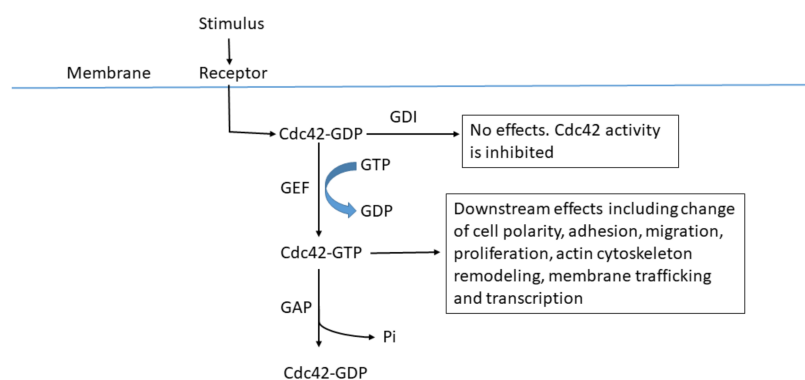 Stimulus
Membrane
Receptor
GDI
Cdc42-GDP
No effects. Cdc42 activity
is inhibited
GTP
GEF
GDP
Downstream effects including change
of cell polarity, adhesion, migration,
proliferation, actin cytoskeleton
remodeling, membrane trafficking
and transcription
Cdc42-GTP
GAP
Pi
Cdc42-GDP